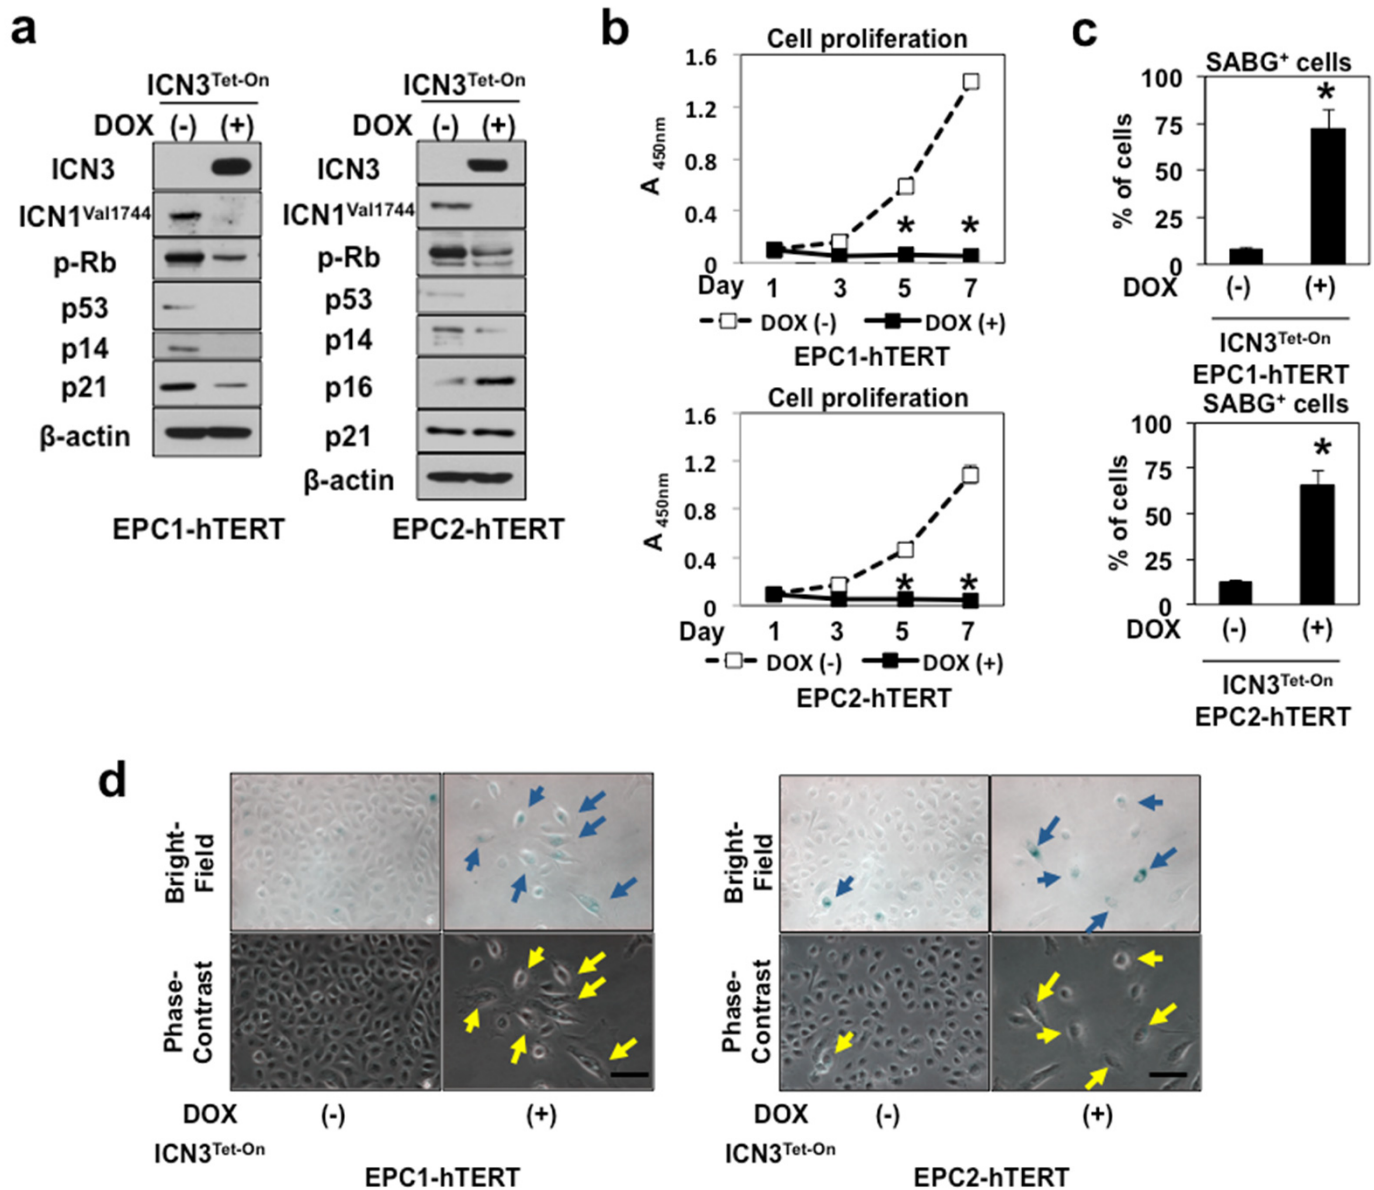 a
ICN3Tet-On
DOX (-) (+)
ICN3
ICN1Val1744
p-Rb
p53
p14
p21
β-actin
EPC1-hTERT
ICN3Tet-On
DOX (-) (+)
ICN3
ICN1Val1744
p-Rb
p53
p14
p16
p21
β-actin
EPC2-hTERT
b
Cell proliferation
A 450nm
1.6
1.2
0.8
0.4
0
* *
Day 1 3 5 7
DOX (-) DOX (+)
EPC1-hTERT
Cell proliferation
A 450nm
1.6
1.2
0.8
0.4
0
* *
Day 1 3 5 7
DOX (-) DOX (+)
EPC2-hTERT
c
SABG+ cells
% of cells
100
75
50
25
0
*
DOX (-) (+)
ICN3Tet-On
EPC1-hTERT
SABG+ cells
% of cells
100
75
50
25
0
*
DOX (-) (+)
ICN3Tet-On
EPC2-hTERT
d
Bright-
Field
Phase-
Contrast
DOX (-) (+)
ICN3Tet-On
EPC1-hTERT
Bright-
Field
Phase-
Contrast
DOX (-) (+)
ICN3Tet-On
EPC2-hTERT